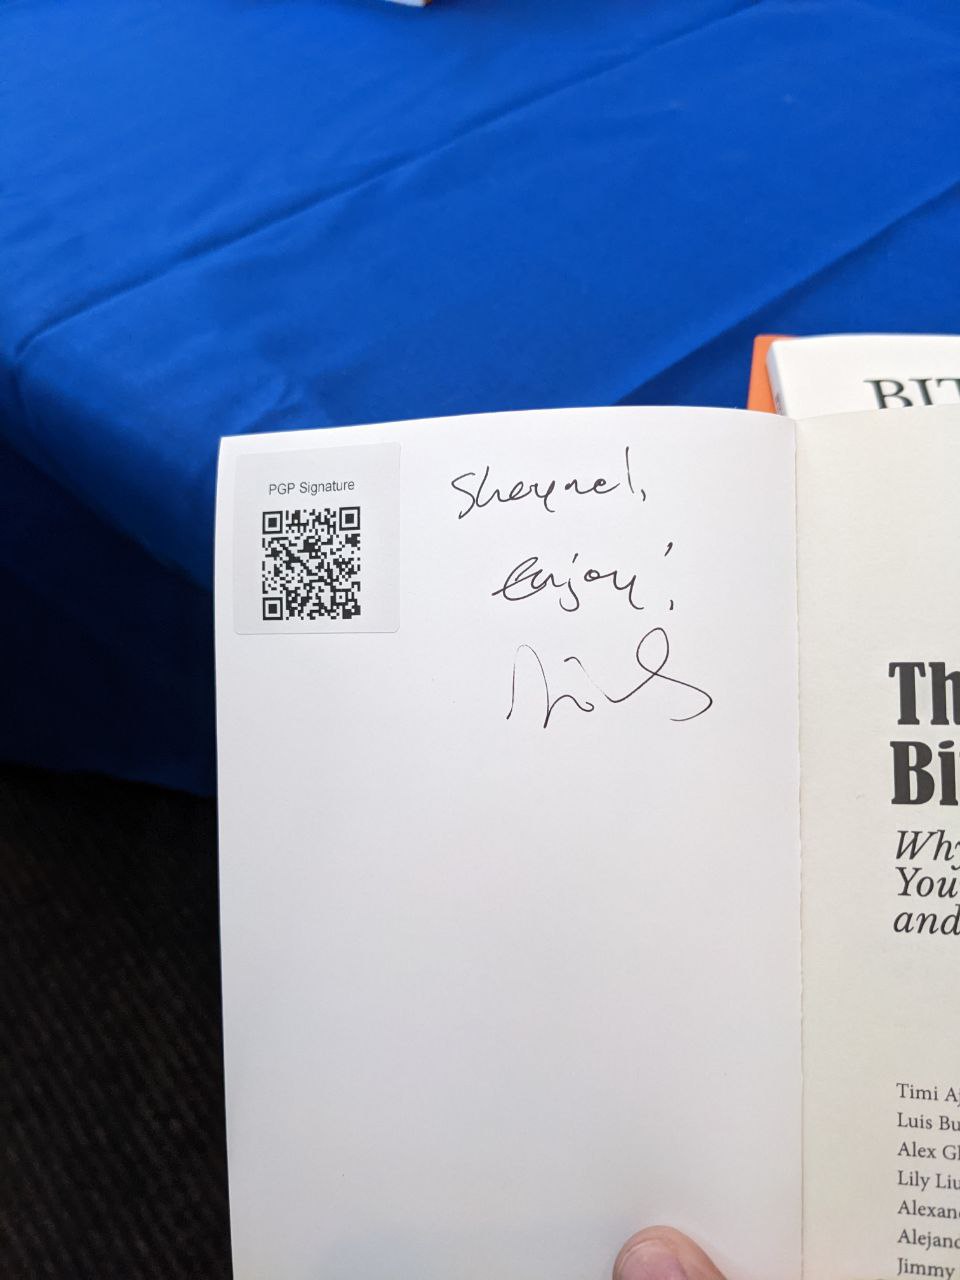 PGP Signature
enjoy!
BIT
Th
Bi
Why
You
and
Timi Aj
Luis Bu
Alex Gl
Lily Liu
Alexan
Alejand
Jimmy